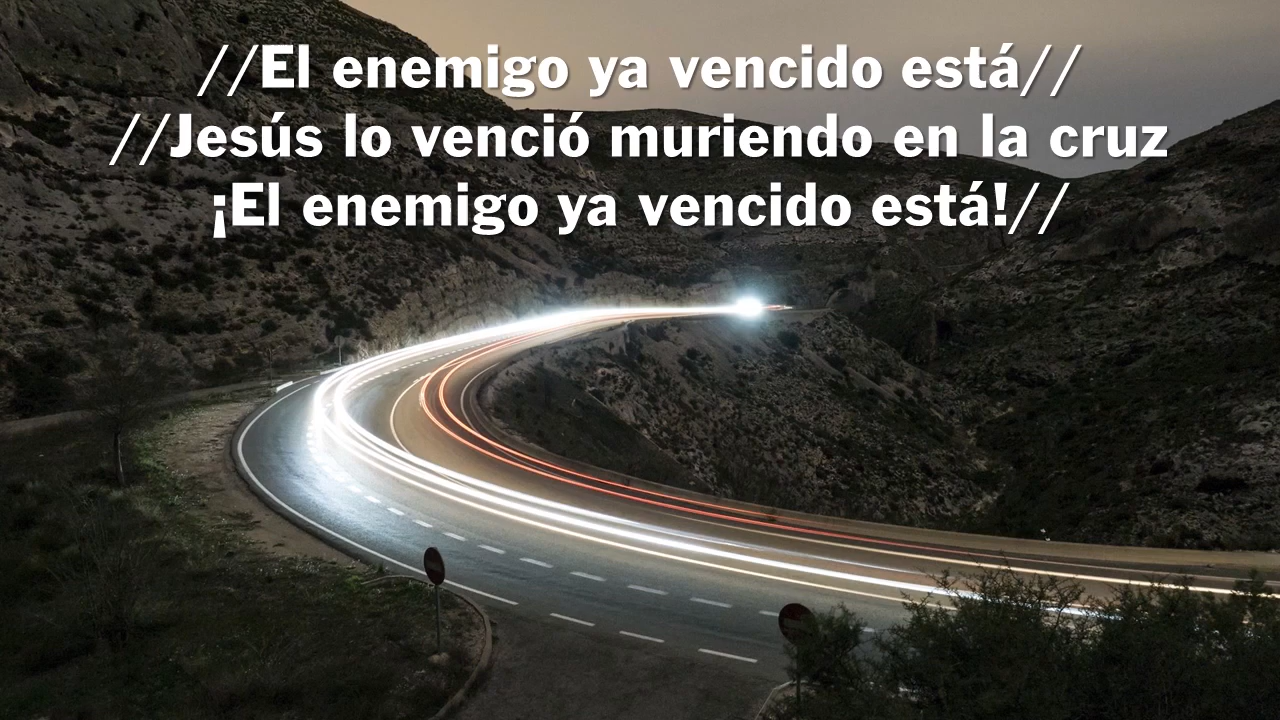 //El enemigo ya vencido está//
//Jesús lo venció muriendo en la cruz
¡El enemigo ya vencido está!//